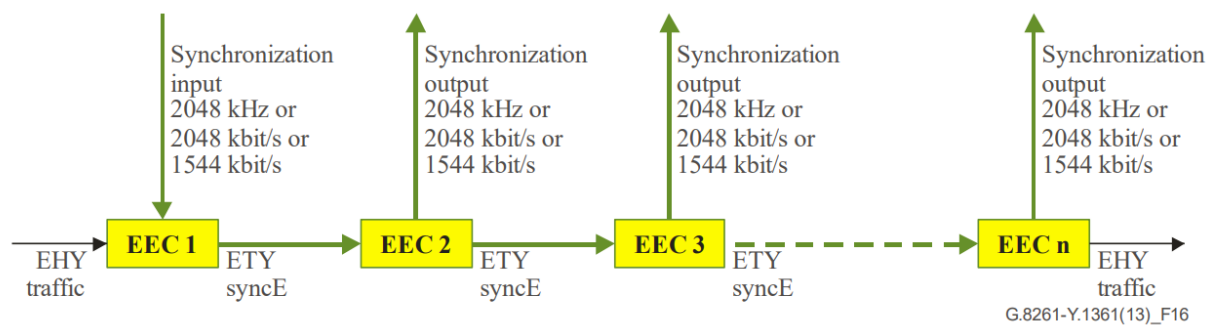 Synchronization
input
2048 kHz or
2048 kbit/s or
1544 kbit/s
Synchronization
output
2048 kHz or
2048 kbit/s or
1544 kbit/s
Synchronization
output
2048 kHz or
2048 kbit/s or
1544 kbit/s
Synchronization
output
2048 kHz or
2048 kbit/s or
1544 kbit/s
EHY
traffic
EEC 1
ETY
syncE
EEC 2
ETY
syncE
EEC 3
ETY
syncE
EEC n
EHY
traffic
G.8261-Y.1361(13)_F16